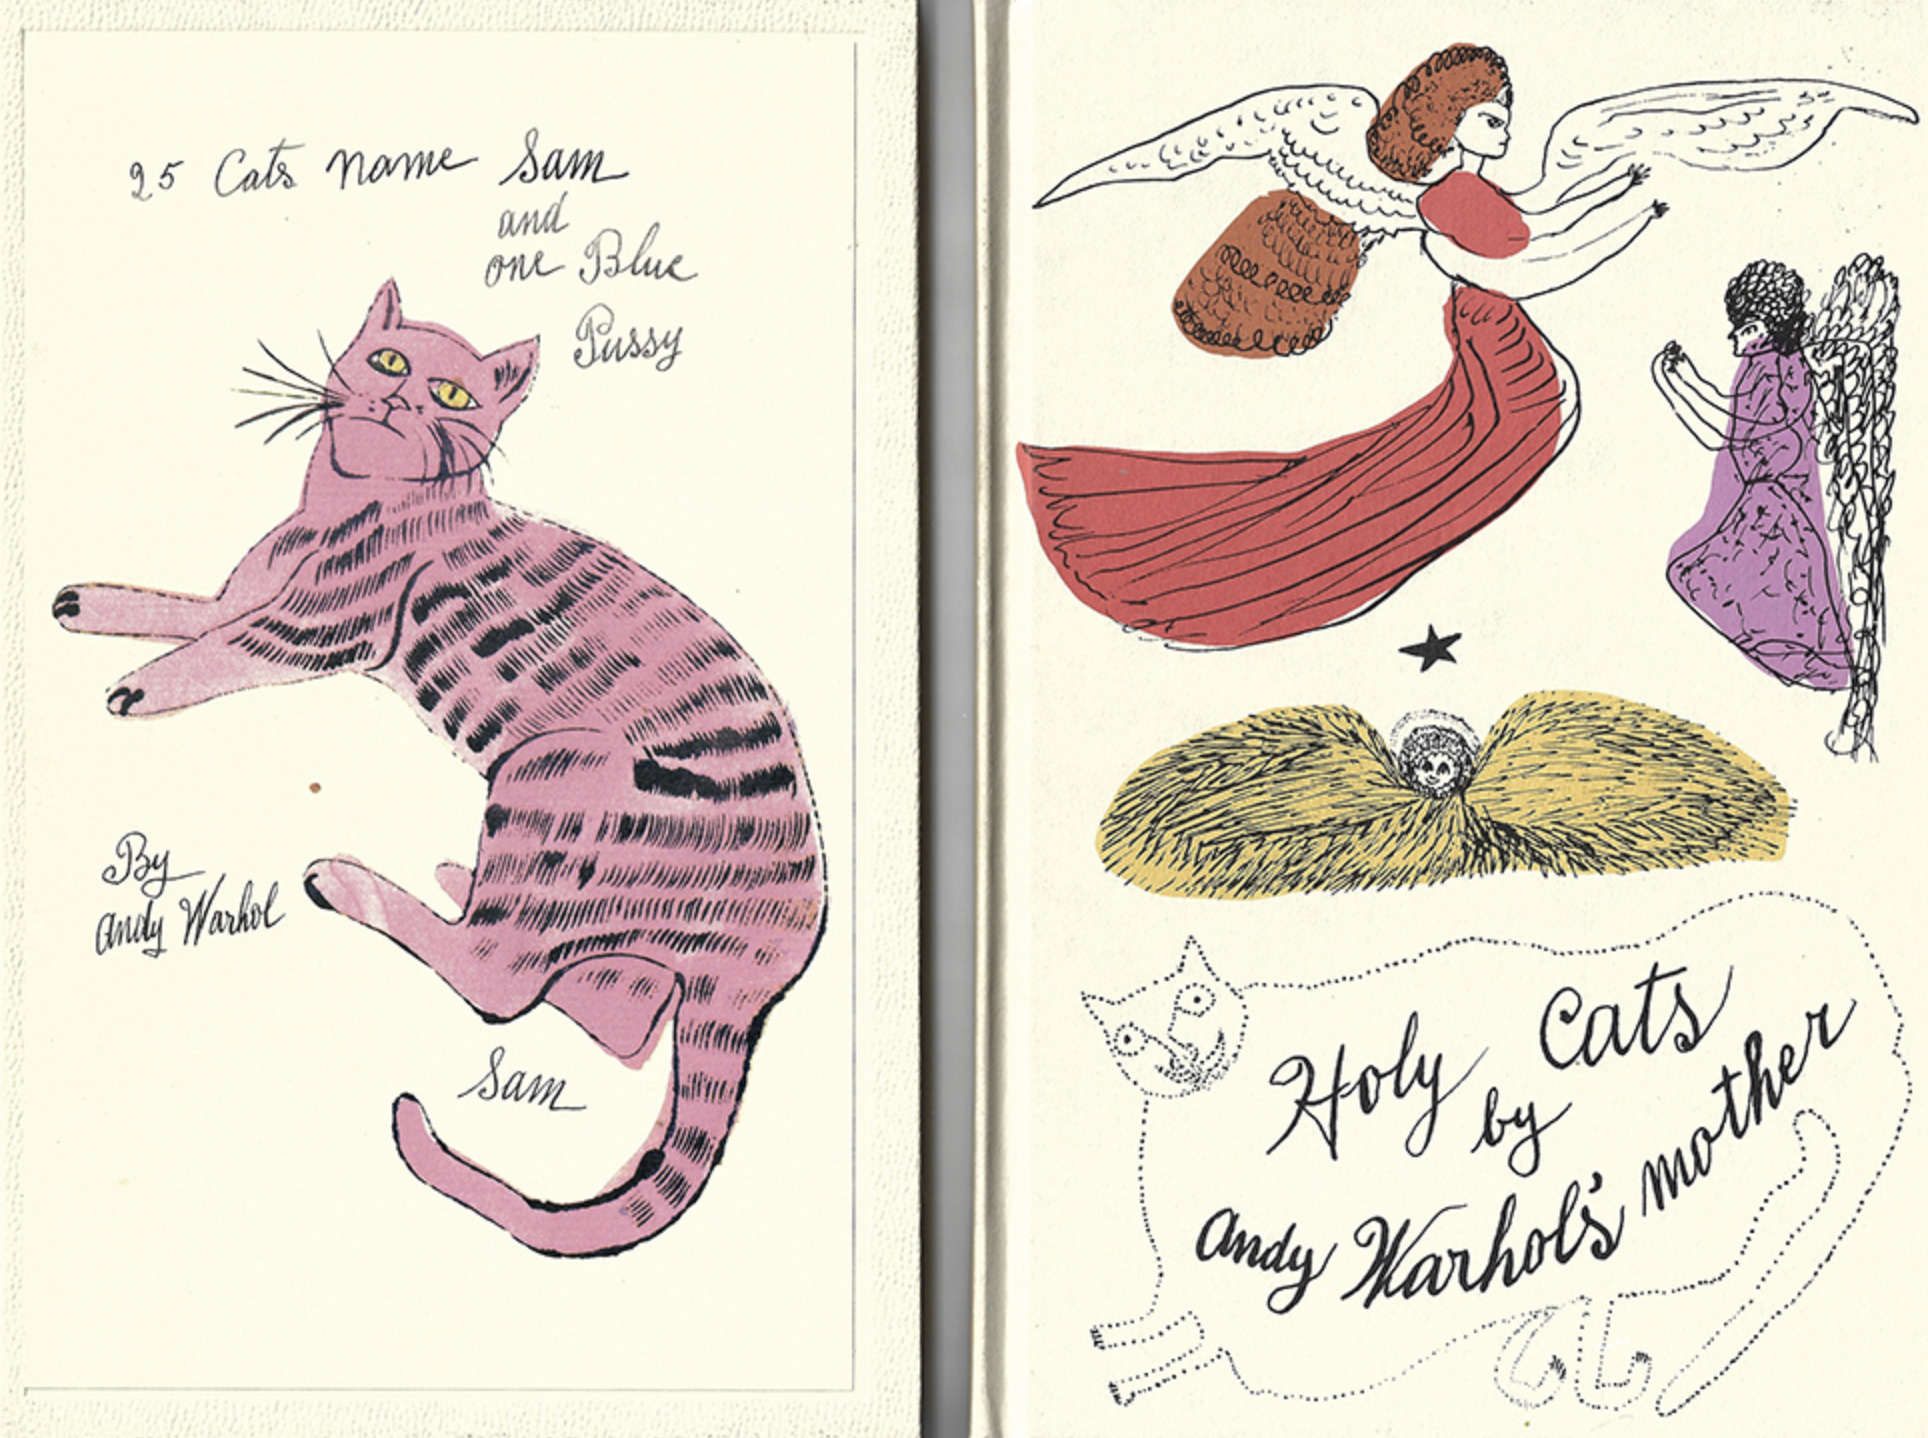 25 Cats name Sam
and
one Blue
Pussy
By
Andy Warhol
Sam
Holy Cats
by
Andy Warhol's mother